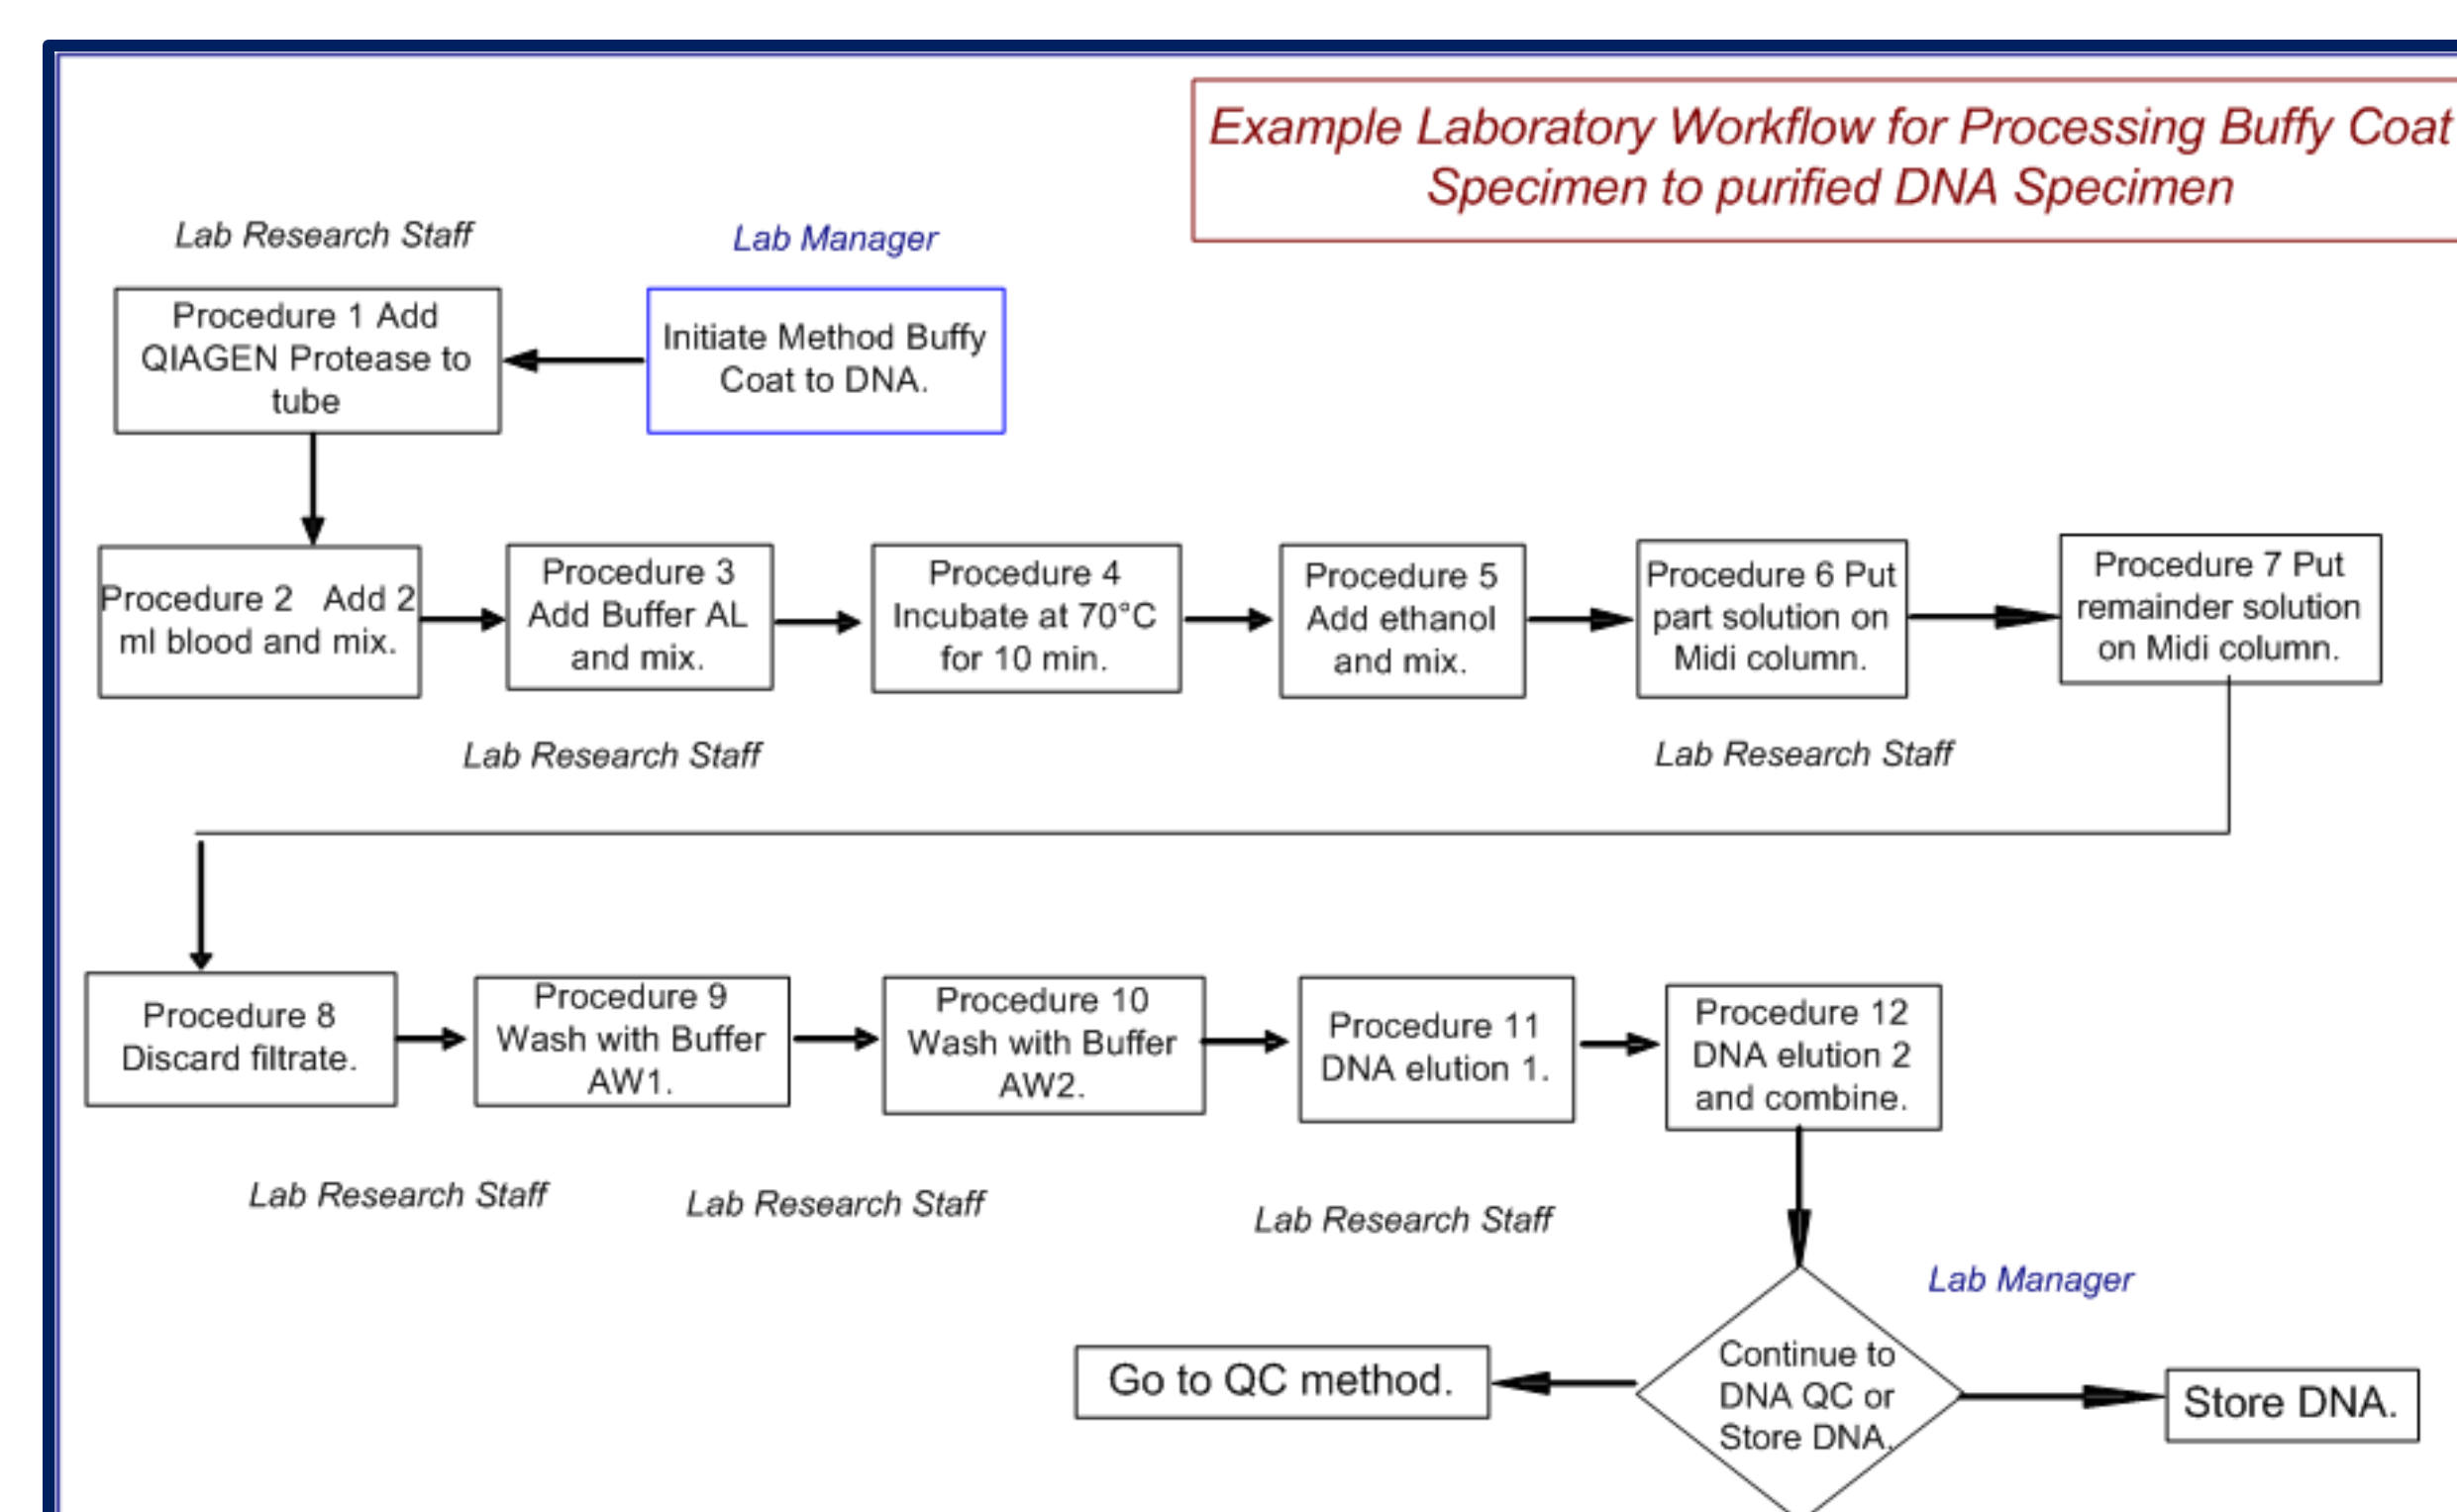 Example Laboratory Workflow for Processing Buffy Coat
Specimen to purified DNA Specimen
Lab Research Staff
Lab Manager
Procedure 1 Add
QIAGEN Protease to
tube
Initiate Method Buffy
Coat to DNA.
Procedure 2 Add 2
ml blood and mix.
Procedure 3
Add Buffer AL
and mix.
Procedure 4
Incubate at 70°C
for 10 min.
Procedure 5
Add ethanol
and mix.
Procedure 6 Put
part solution on
Midi column.
Procedure 7 Put
remainder solution
on Midi column.
Lab Research Staff
Lab Research Staff
Procedure 8
Discard filtrate.
Procedure 9
Wash with Buffer
AW1.
Procedure 10
Wash with Buffer
AW2.
Procedure 11
DNA elution 1.
Procedure 12
DNA elution 2
and combine.
Lab Research Staff
Lab Research Staff
Lab Research Staff
Lab Manager
Go to QC method.
Continue to
DNA QC or
Store DNA.
Store DNA.